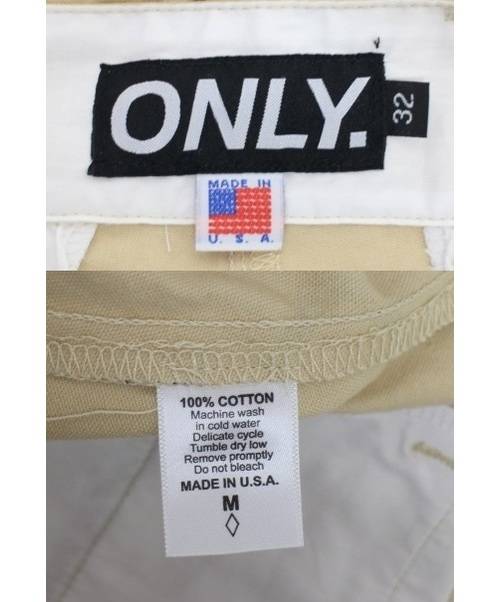 ONLY.
32
MADE IN
U. S. A.
100% COTTON
Machine wash
in cold water
Delicate cycle
Tumble dry low
Remove promptly
Do not bleach
MADE IN U.S.A.
M